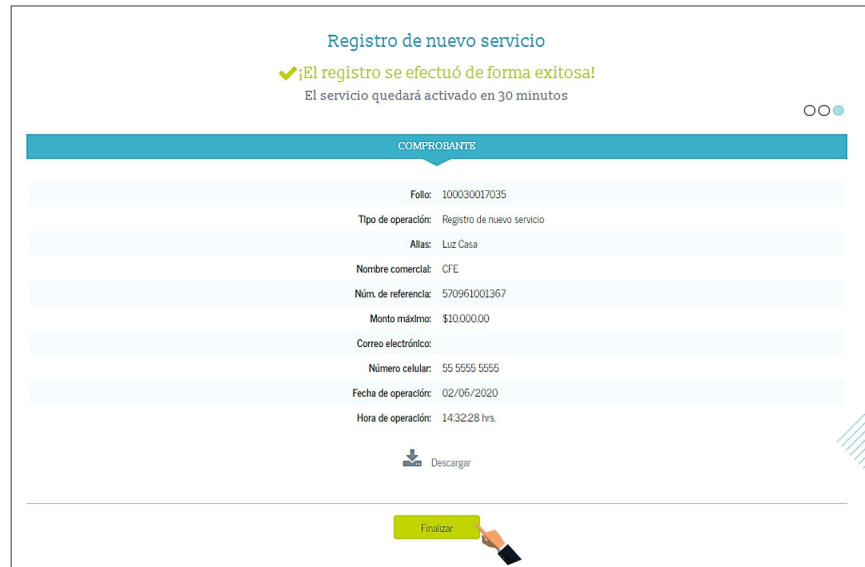 Registro de nuevo servicio
¡El registro se efectuó de forma exitosa!
El servicio quedará activado en 30 minutos
COMPROBANTE
Folio: 100030017035
Tipo de operación: Registro de nuevo servicio
Alias: Luz Casa
Nombre comercial: CFE
Núm. de referencia: 570961001367
Monto máximo: $10,000.00
Correo electrónico:
Número celular: 55 5555 5555
Fecha de operación: 02/06/2020
Hora de operación: 14:32:28 hrs.
Descargar
Finalizar